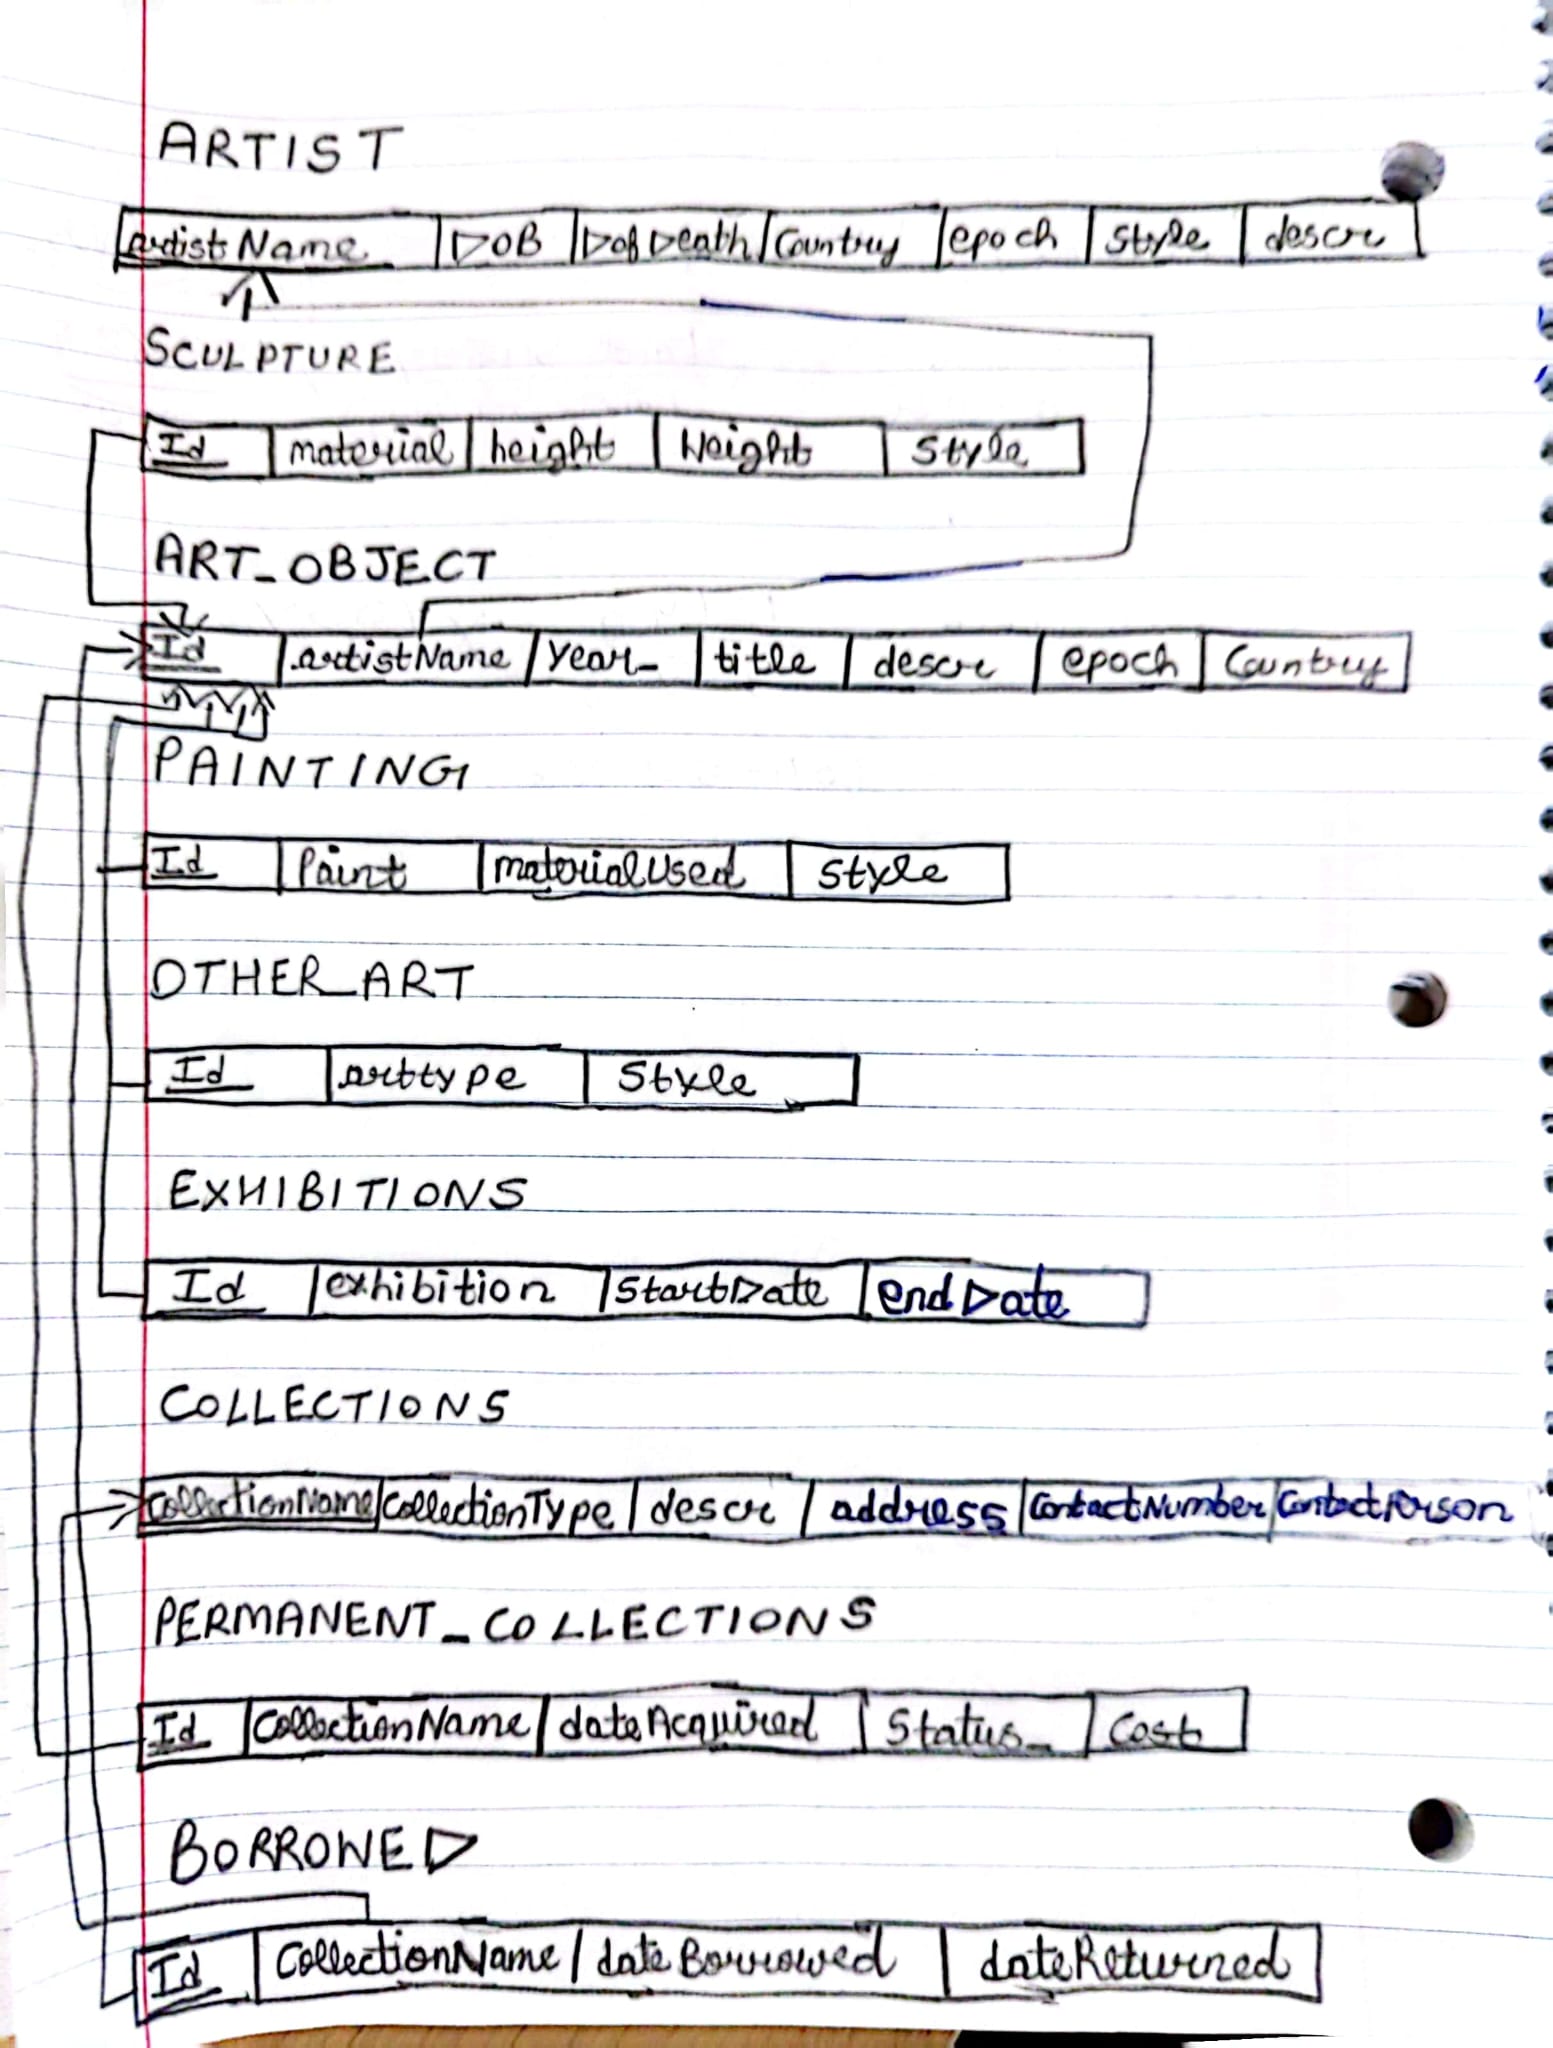 ARTIST
artistName DOB DofDeath Country epoch style descr
SCULPTURE
Id material height Weight Style
ART_OBJECT
Id artistName year_ title descr epoch Country
PAINTING
Id Paint materialUsed Style
OTHER_ART
Id arttype Style
EXHIBITIONS
Id exhibition StartDate endDate
COLLECTIONS
CollectionName CollectionType descr address ContactNumber ContactPerson
PERMANENT_COLLECTIONS
Id CollectionName dateAcquired Status_ Cost
BORROWED
Id CollectionName dateBorrowed dateReturned